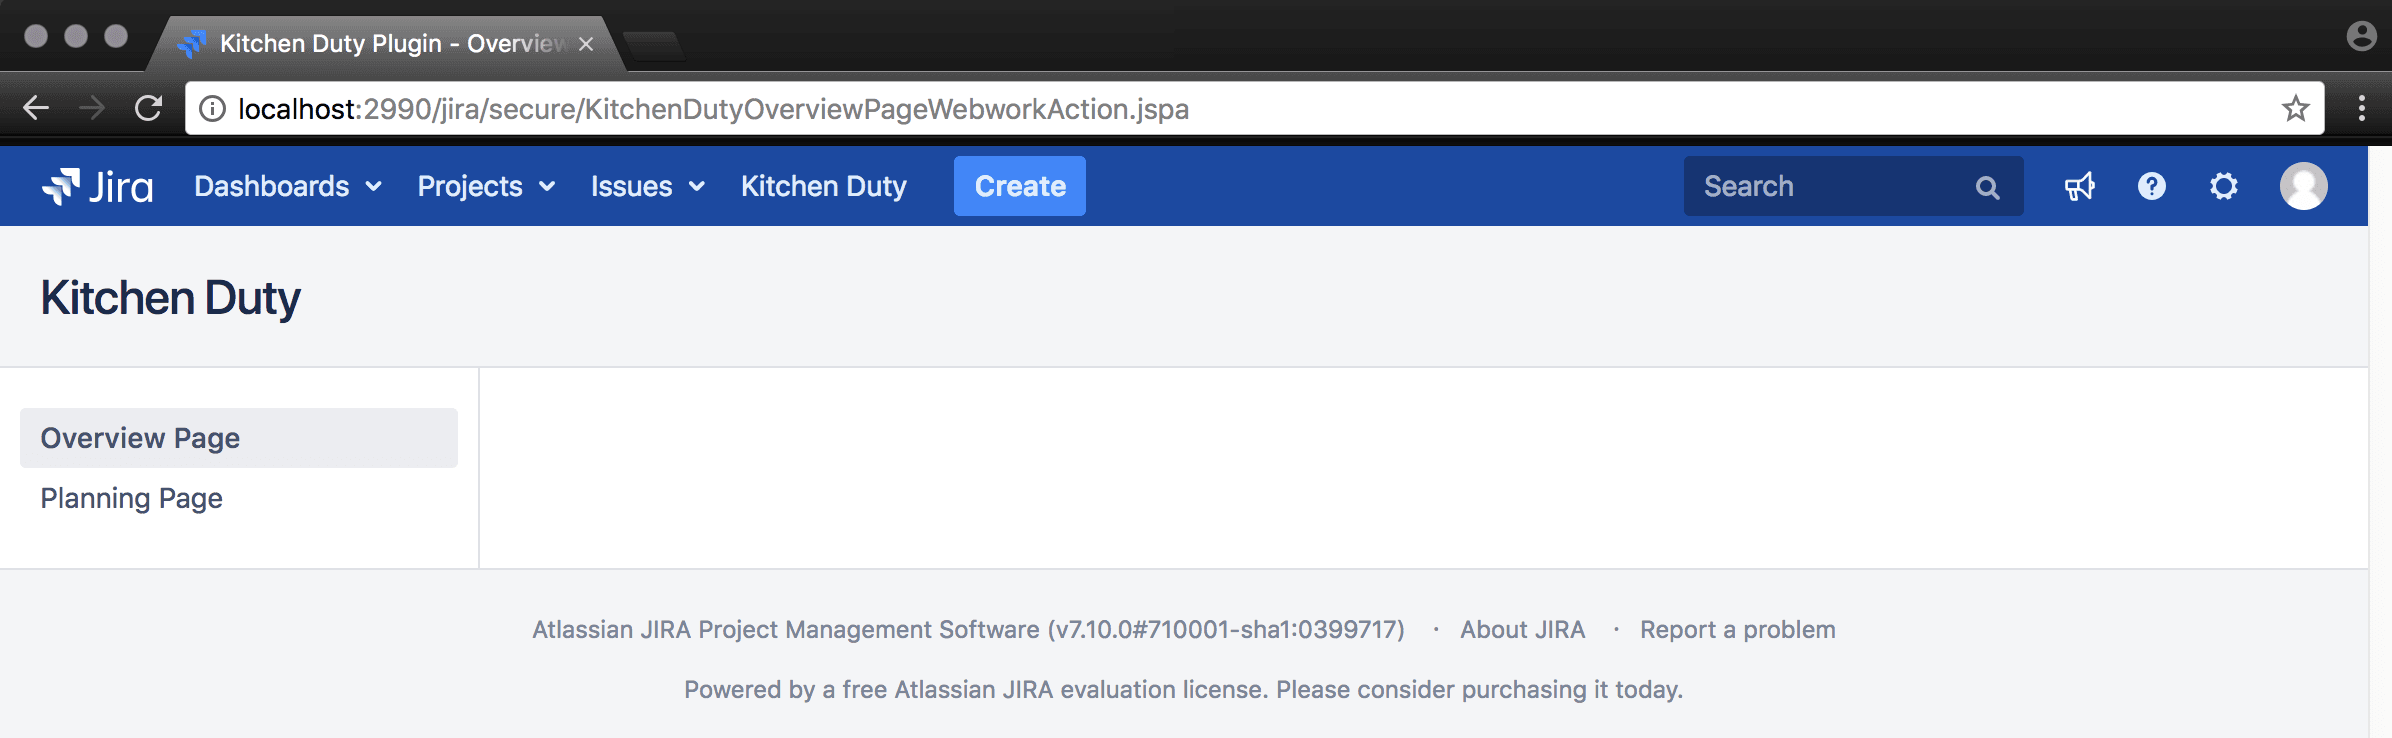 Kitchen Duty Plugin - Overview
localhost:2990/jira/secure/KitchenDutyOverviewPageWebworkAction.jspa
Jira Dashboards Projects Issues Kitchen Duty Create Search
Kitchen Duty
Overview Page
Planning Page
Atlassian JIRA Project Management Software (v7.10.0#710001-sha1:0399717) · About JIRA · Report a problem
Powered by a free Atlassian JIRA evaluation license. Please consider purchasing it today.